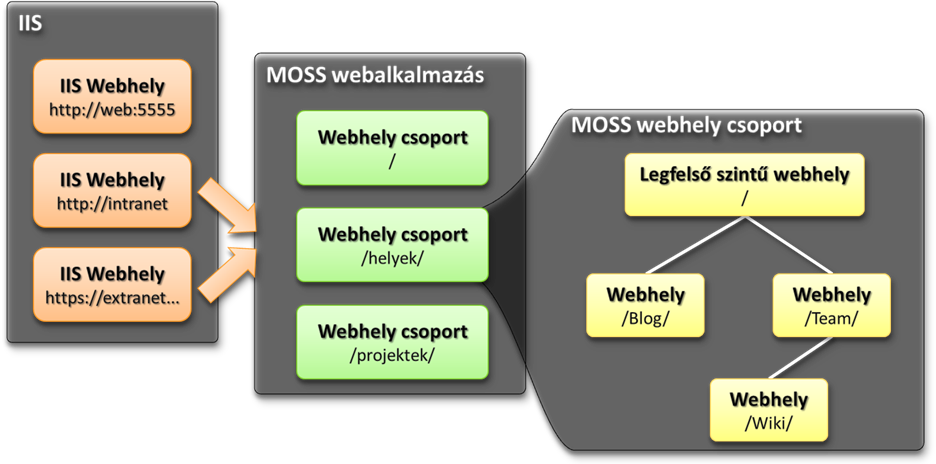 IIS
IIS Webhely
http://web:5555
IIS Webhely
http://intranet
IIS Webhely
https://extranet...
MOSS webalkalmazás
Webhely csoport
/
Webhely csoport
/helyek/
Webhely csoport
/projektek/
MOSS webhely csoport
Legfelső szintű webhely
/
Webhely
/Blog/
Webhely
/Team/
Webhely
/Wiki/